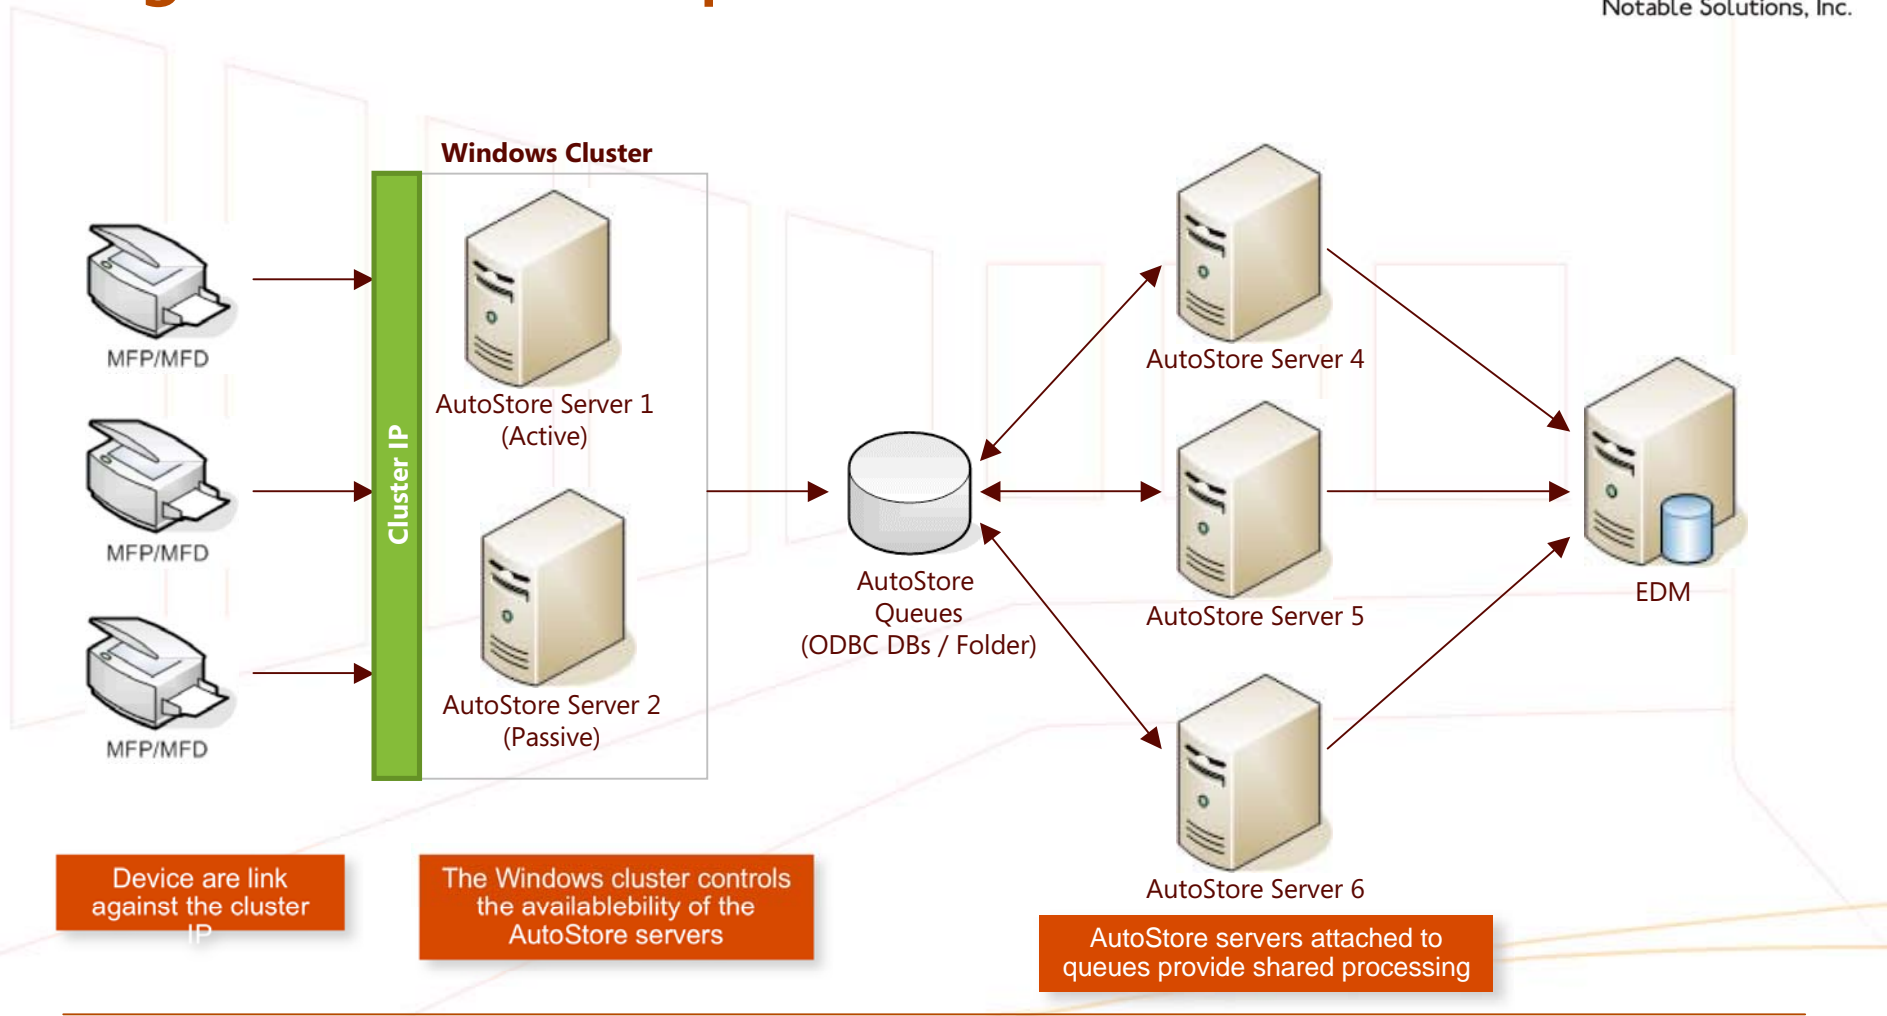 Notable Solutions, Inc.
Windows Cluster
MFP/MFD
MFP/MFD
MFP/MFD
Cluster IP
AutoStore Server 1
(Active)
AutoStore Server 2
(Passive)
AutoStore
Queues
(ODBC DBs / Folder)
AutoStore Server 4
AutoStore Server 5
AutoStore Server 6
EDM
Device are link
against the cluster
IP
The Windows cluster controls
the availablebility of the
AutoStore servers
AutoStore servers attached to
queues provide shared processing